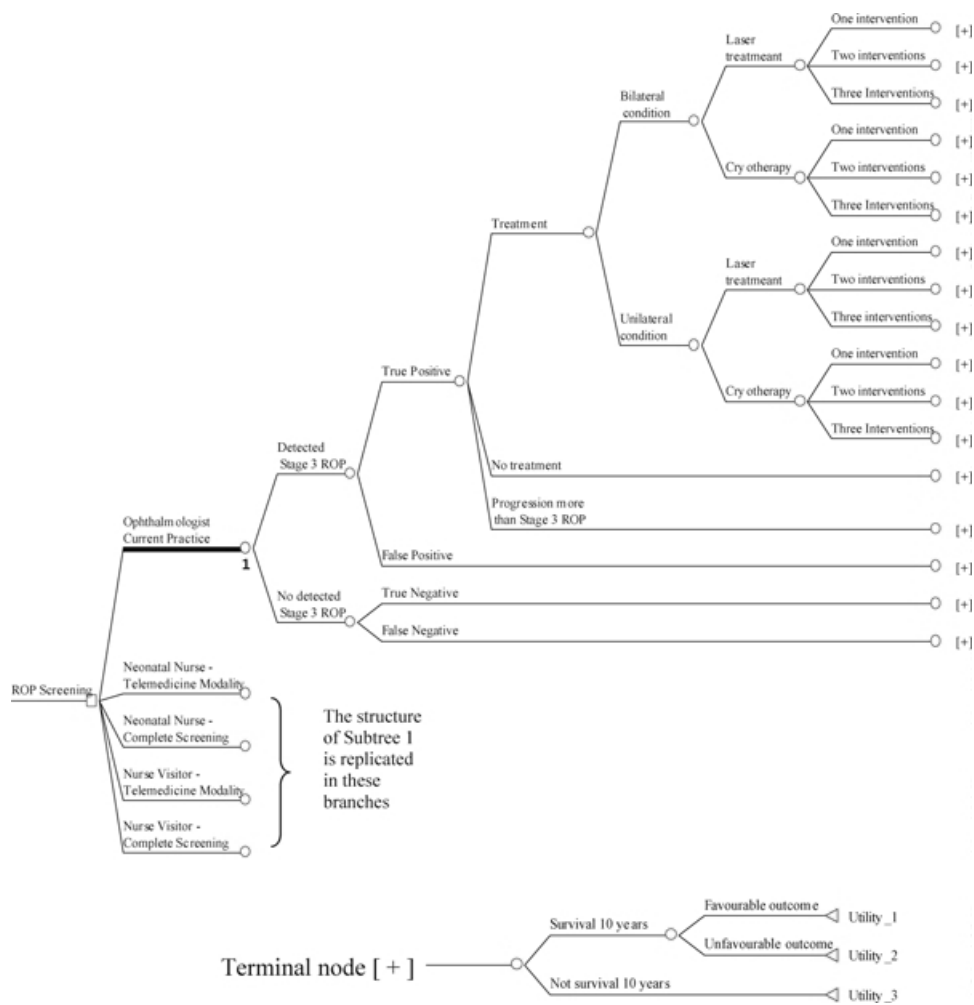 One intervention
[+]
Laser
treatmeant
Two interventions
[+]
Three Interventions
[+]
Bilateral
condition
One intervention
[+]
Cry otherapy
Two interventions
[+]
Three Interventions
[+]
Treatment
One intervention
[+]
Laser
treatmeant
Two interventions
[+]
Three interventions
[+]
Unilateral
condition
One intervention
[+]
Cry otherapy
Two interventions
[+]
Three Interventions
[+]
True Positive
Detected
Stage 3 ROP
No treatment
[+]
Progression more
than Stage 3 ROP
[+]
Ophthalmologist
Current Practice
1
False Positive
[+]
No detected
Stage 3 ROP
True Negative
[+]
False Negative
[+]
ROP Screening
Neonatal Nurse -
Telemedicine Modality
Neonatal Nurse -
Complete Screening
Nurse Visitor -
Telemedicine Modality
Nurse Visitor -
Complete Screening
The structure
of Subtree 1
is replicated
in these
branches
Terminal node [ + ]
Survival 10 years
Favourable outcome
Utility_1
Unfavourable outcome
Utility_2
Not survival 10 years
Utility_3